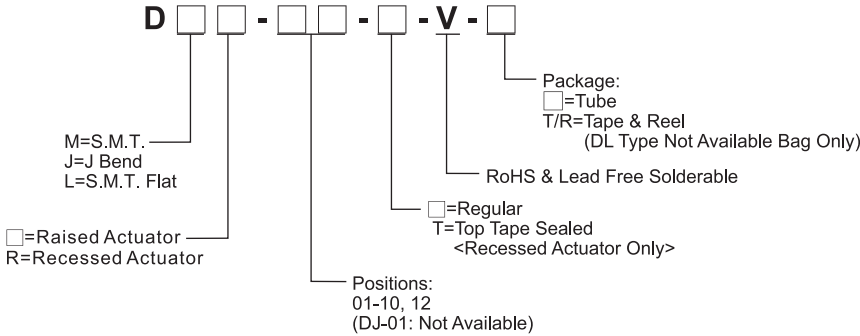 D□□-□□-□-V-□
Package:
□=Tube
T/R=Tape & Reel
(DL Type Not Available Bag Only)
M=S.M.T.
J=J Bend
L=S.M.T. Flat
RoHS & Lead Free Solderable
□=Regular
T=Top Tape Sealed
<Recessed Actuator Only>
□=Raised Actuator
R=Recessed Actuator
Positions:
01-10, 12
(DJ-01: Not Available)